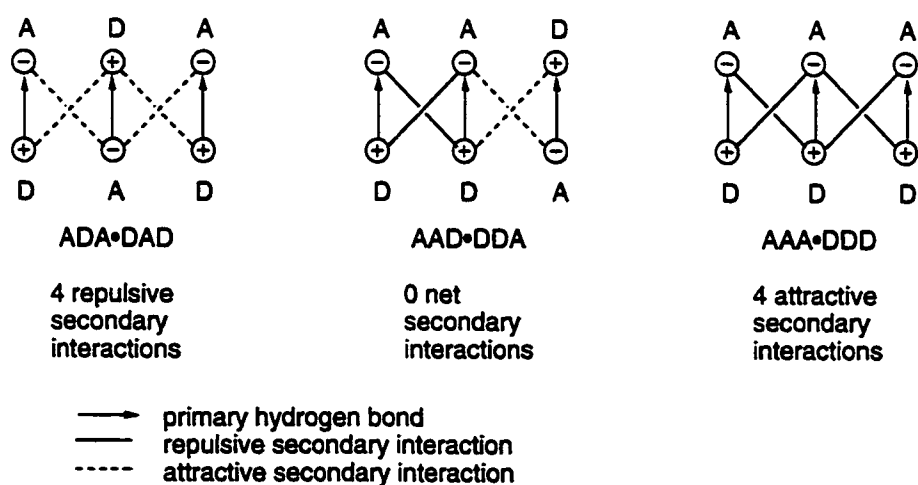 A D A
− + −
+ − +
D A D
ADA•DAD
4 repulsive
secondary
interactions
A A D
− − +
+ + −
D D A
AAD•DDA
0 net
secondary
interactions
A A A
− − −
+ + +
D D D
AAA•DDD
4 attractive
secondary
interactions
primary hydrogen bond
repulsive secondary interaction
attractive secondary interaction